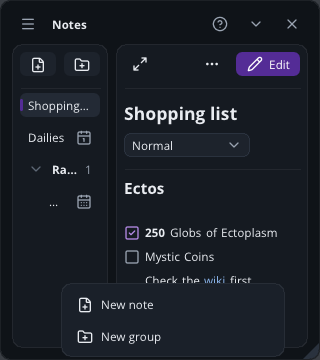 Notes
Edit
Shopping...
Dailies
Ra... 1
...
Shopping list
Normal
Ectos
250 Globs of Ectoplasm
Mystic Coins
Check the wiki first
New note
New group